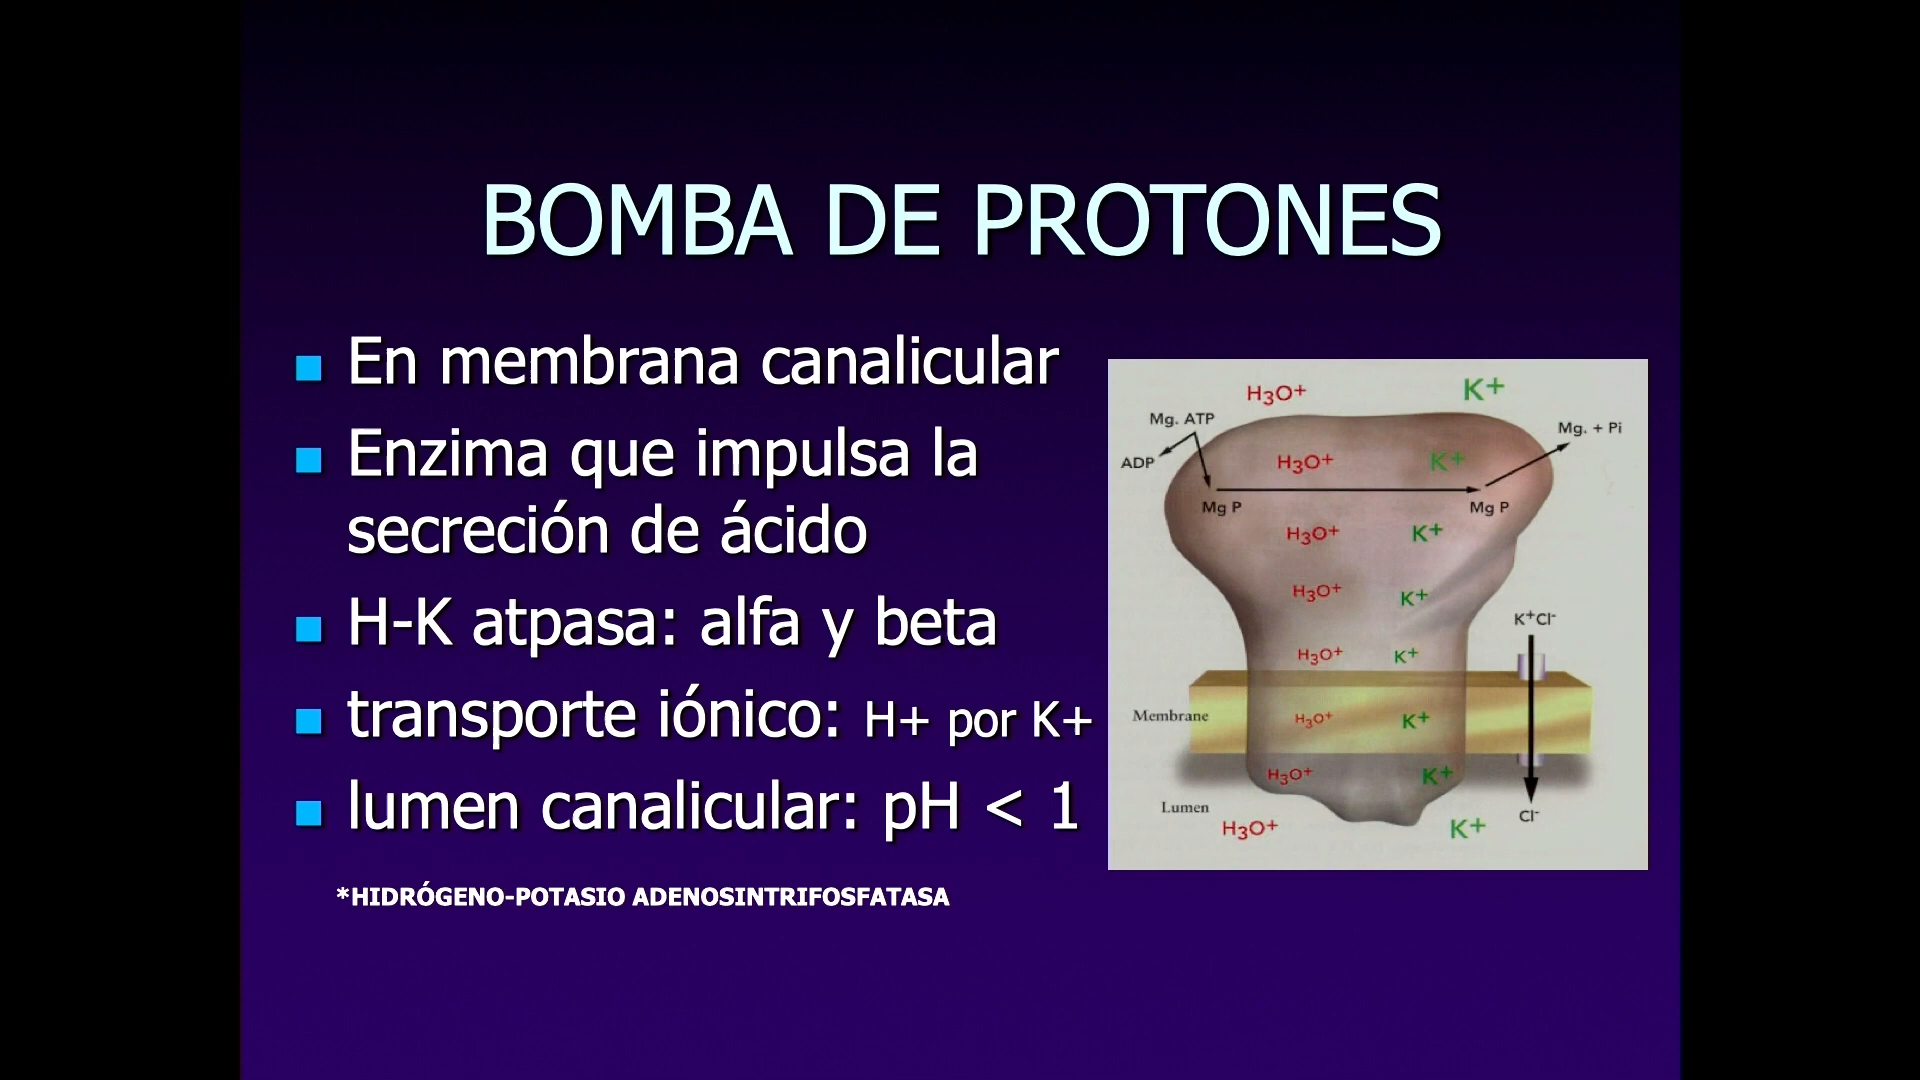 BOMBA DE PROTONES
En membrana canalicular
Enzima que impulsa la
secreción de ácido
H-K atpasa: alfa y beta
transporte iónico: H+ por K+
lumen canalicular: pH < 1
*HIDRÓGENO-POTASIO ADENOSINTRIFOSFATASA
H3O+ K+
Mg. ATP
Mg. + Pi
ADP
H3O+ K+
Mg P Mg P
H3O+ K+
H3O+ K+
K+Cl-
H3O+ K+
Membrane
H3O+ K+
H3O+ K+
Lumen
Cl-
H3O+ K+